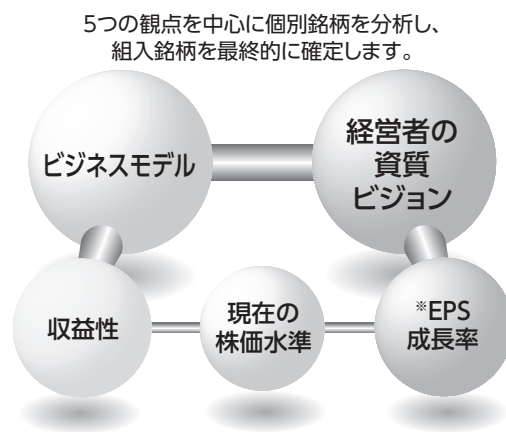 5つの観点を中心に個別銘柄を分析し、
組入銘柄を最終的に確定します。
ビジネスモデル
経営者の
資質
ビジョン
収益性
現在の
株価水準
※EPS
成長率